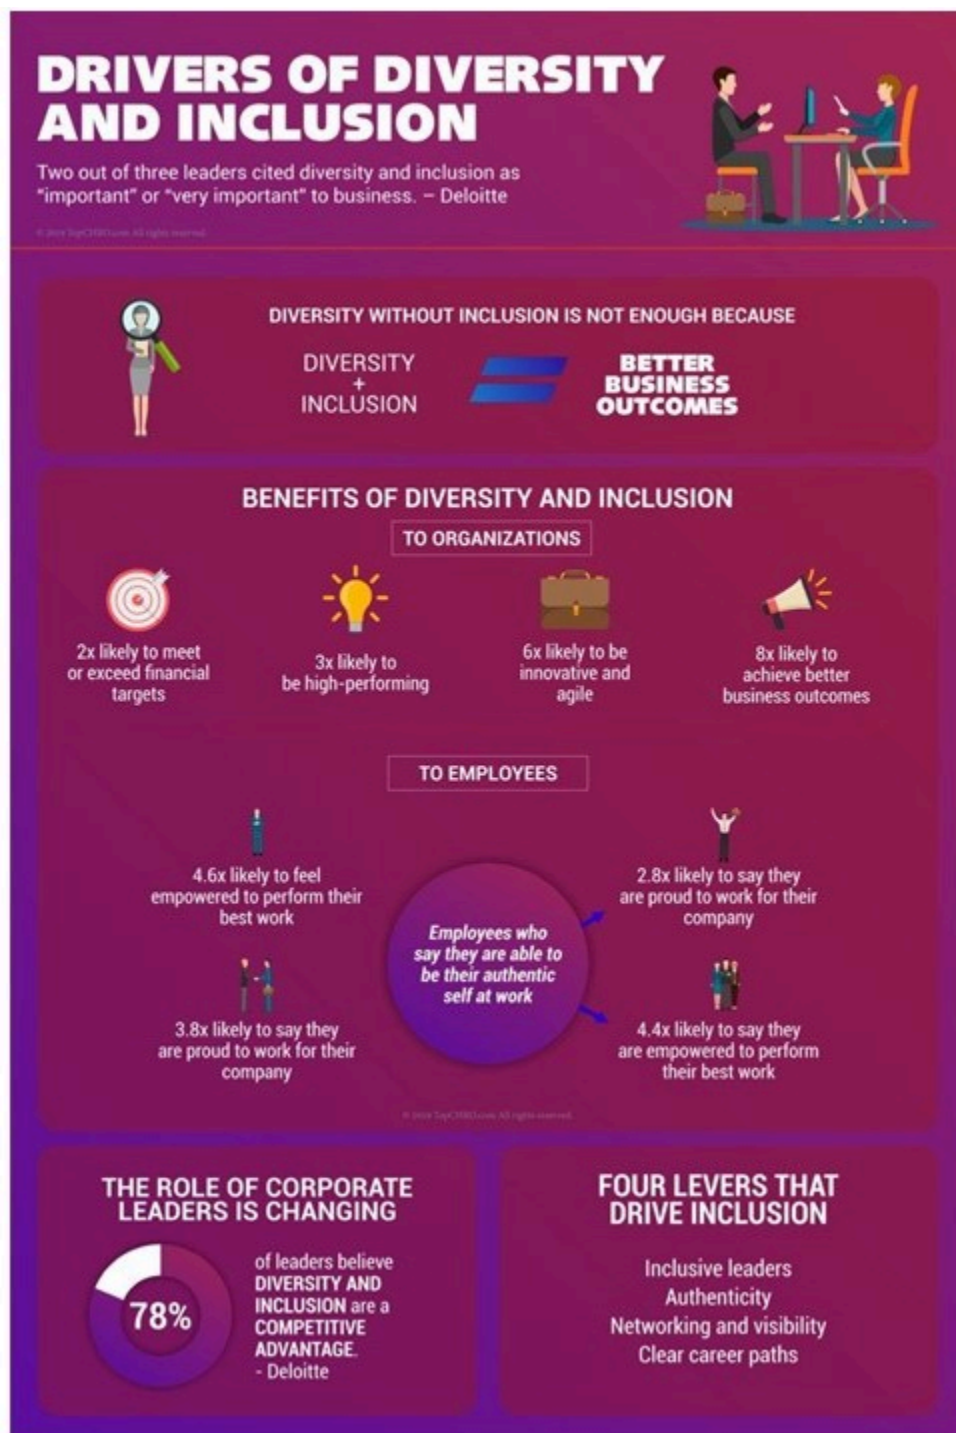 DRIVERS OF DIVERSITY
AND INCLUSION
Two out of three leaders cited diversity and inclusion as
"important" or "very important" to business. – Deloitte
All rights reserved.
DIVERSITY WITHOUT INCLUSION IS NOT ENOUGH BECAUSE
DIVERSITY
+
INCLUSION
BETTER
BUSINESS
OUTCOMES
BENEFITS OF DIVERSITY AND INCLUSION
TO ORGANIZATIONS
2x likely to meet
or exceed financial
targets
3x likely to
be high-performing
6x likely to be
innovative and
agile
8x likely to
achieve better
business outcomes
TO EMPLOYEES
4.6x likely to feel
empowered to perform their
best work
3.8x likely to say they
are proud to work for their
company
Employees who
say they are able to
be their authentic
self at work
2.8x likely to say they
are proud to work for their
company
4.4x likely to say they
are empowered to perform
their best work
All rights reserved.
THE ROLE OF CORPORATE
LEADERS IS CHANGING
78%
of leaders believe
DIVERSITY AND
INCLUSION are a
COMPETITIVE
ADVANTAGE.
- Deloitte
FOUR LEVERS THAT
DRIVE INCLUSION
Inclusive leaders
Authenticity
Networking and visibility
Clear career paths